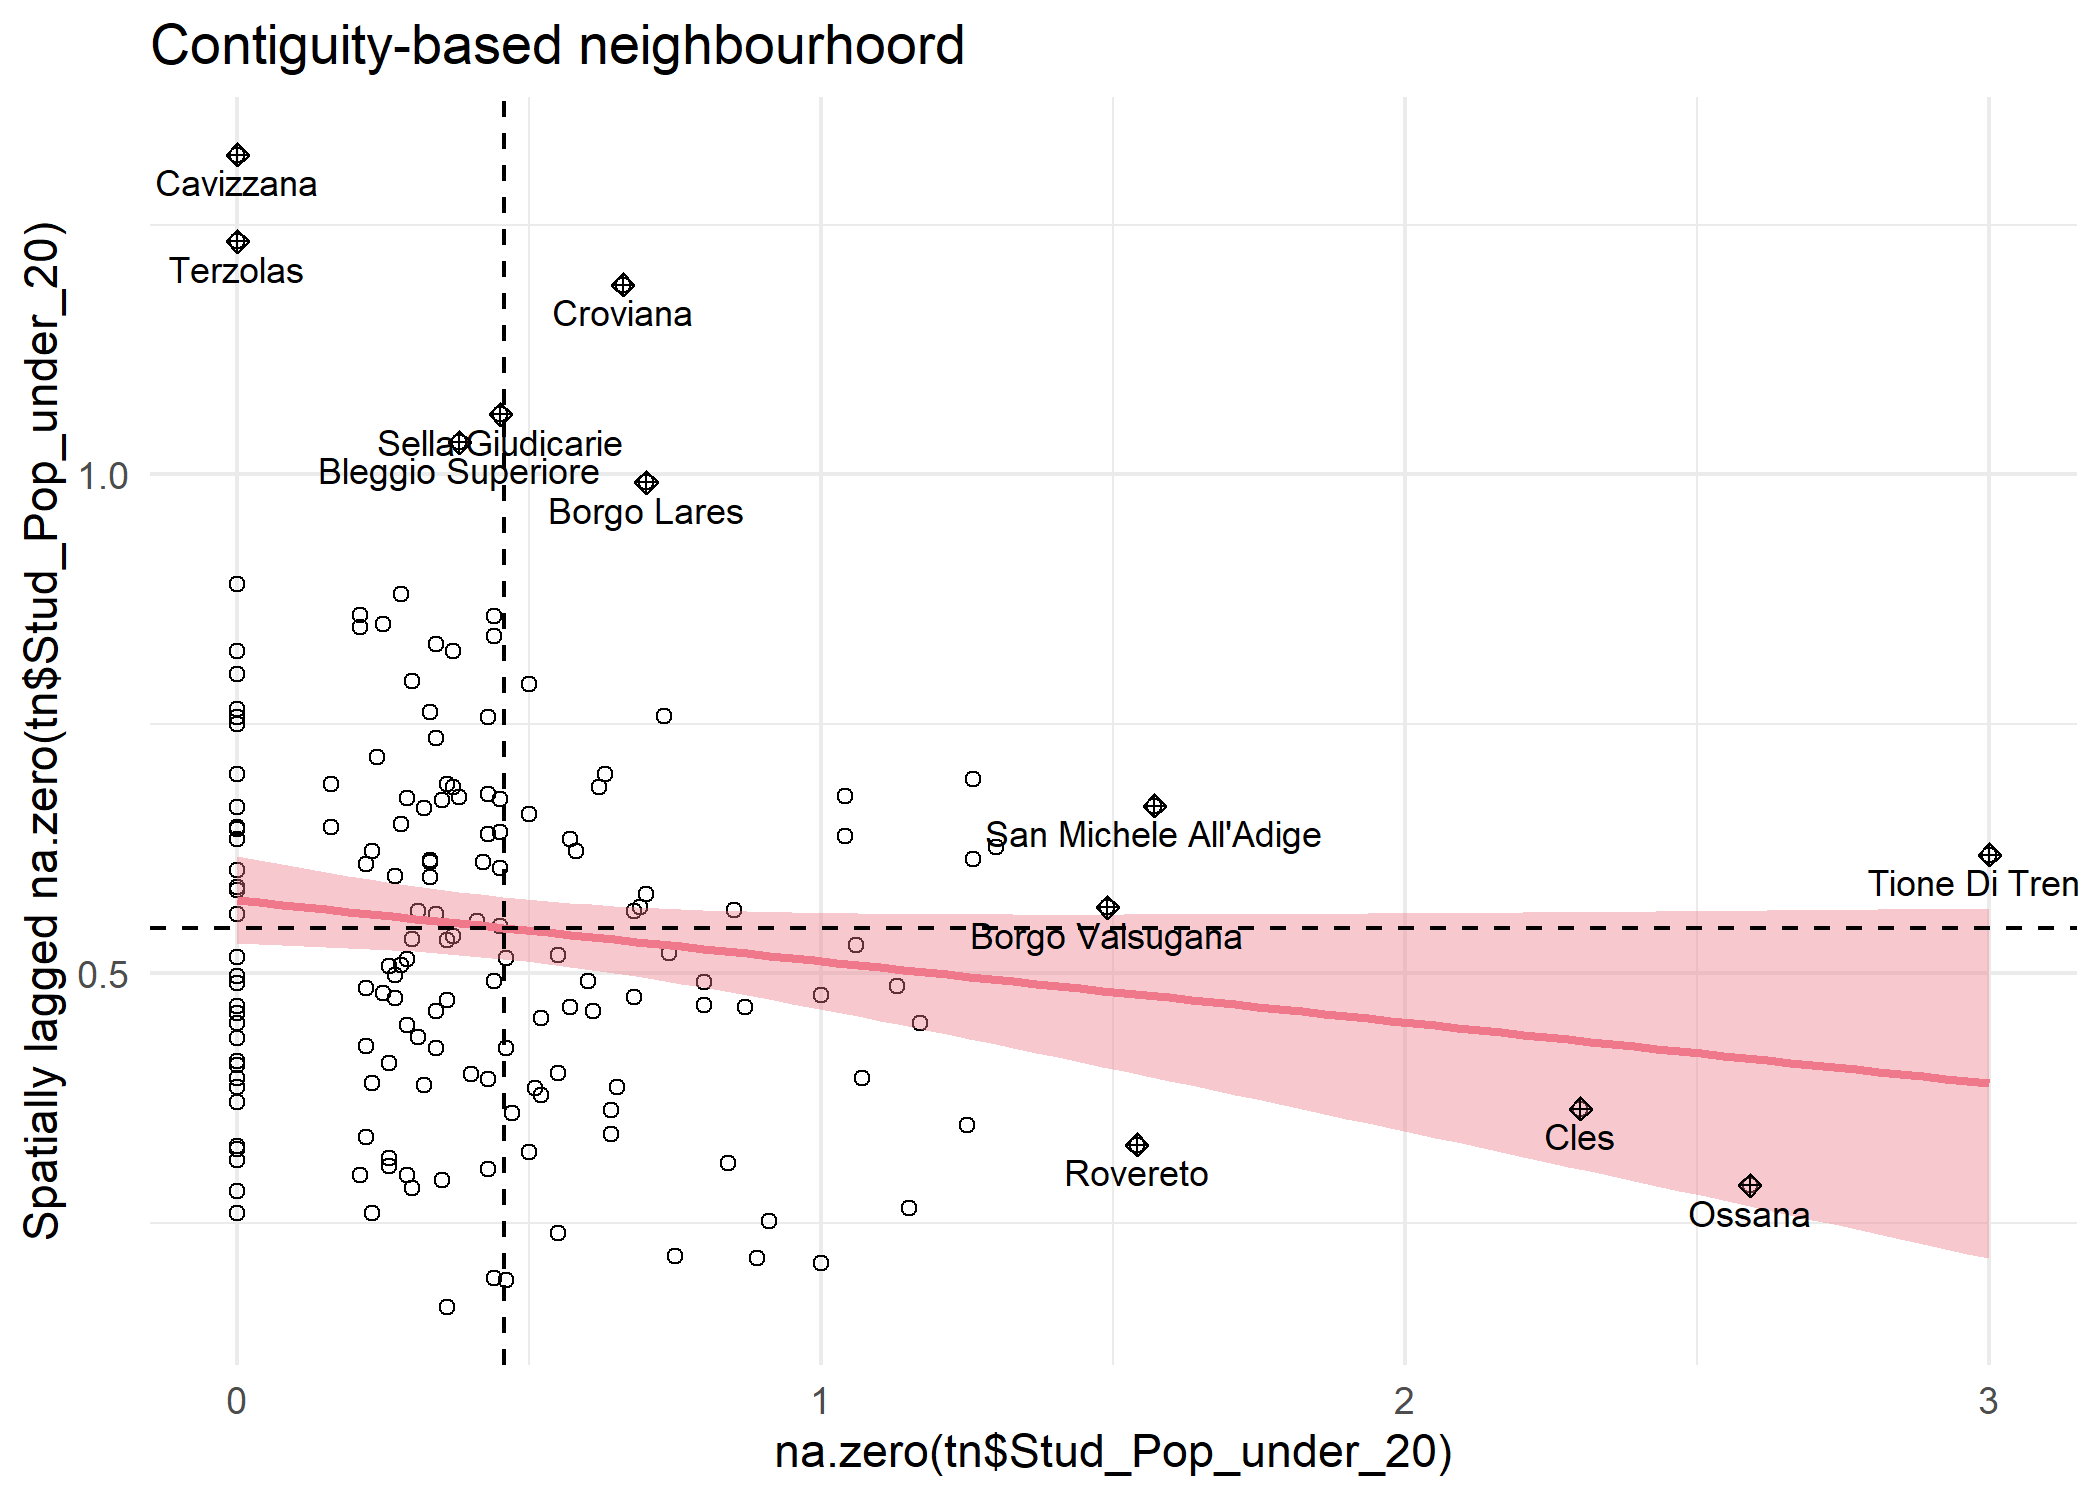 Contiguity-based neighbourhoord
Spatially lagged na.zero(tn$Stud_Pop_under_20)
1.0
0.5
Cavizzana
Terzolas
Croviana
Sella Giudicarie
Bleggio Superiore
Borgo Lares
San Michele All'Adige
Tione Di Tren
Borgo Valsugana
Cles
Rovereto
Ossana
0 1 2 3
na.zero(tn$Stud_Pop_under_20)